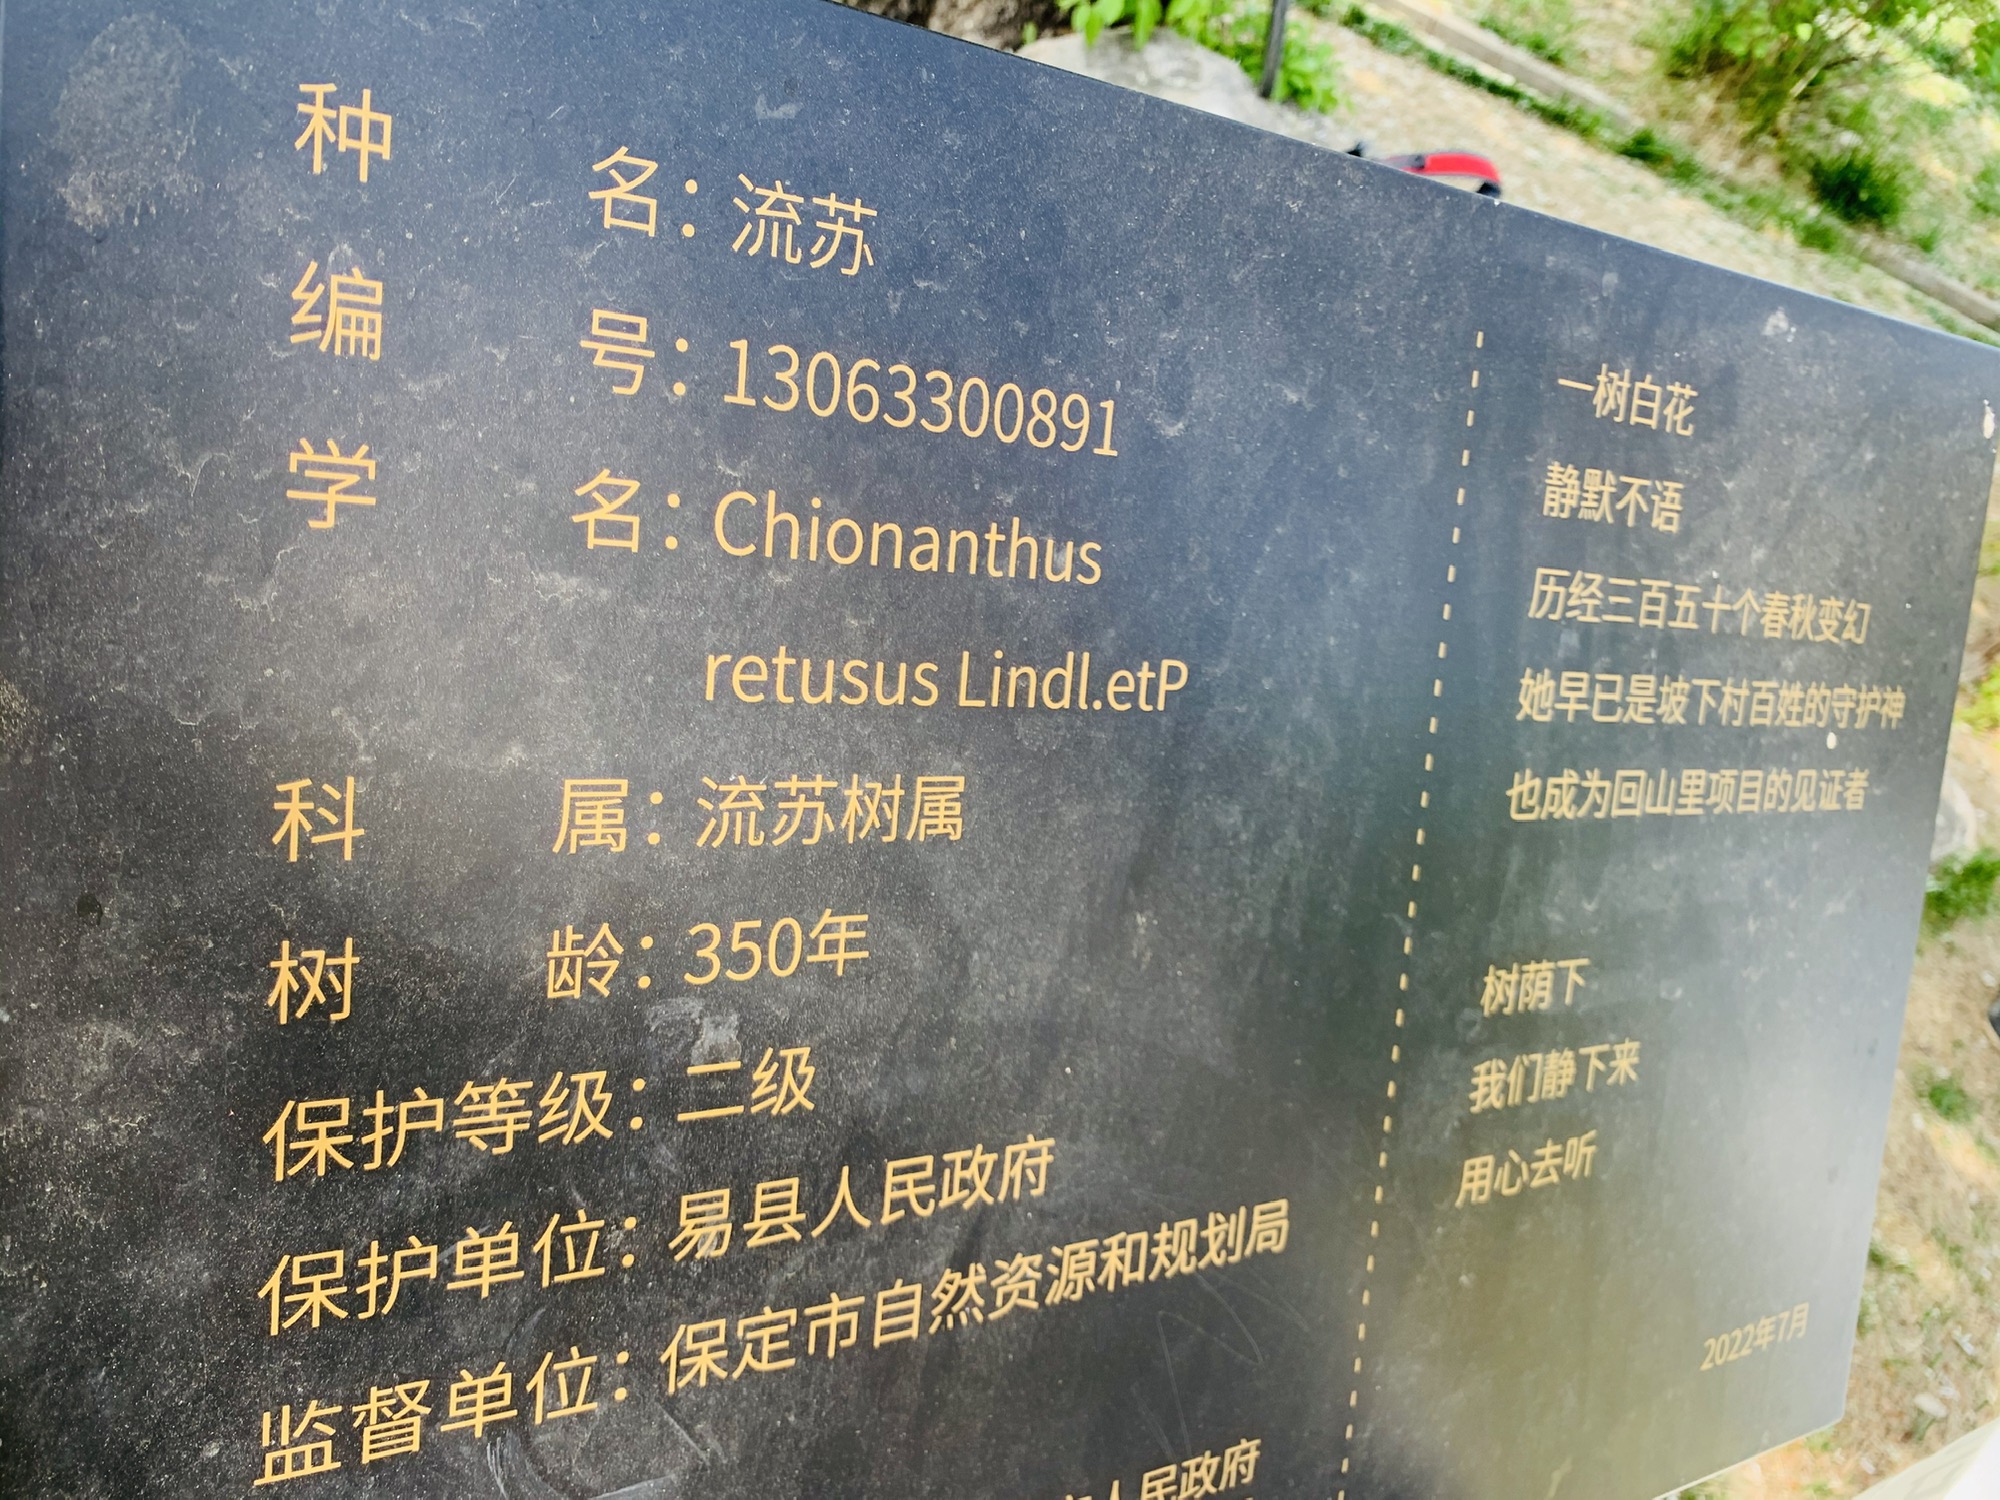 种 名：流苏
编 号：13063300891
学 名：Chionanthus
retusus Lindl.etP
科 属：流苏树属
树 龄：350年
保护等级：二级
保护单位：易县人民政府
监督单位：保定市自然资源和规划局
人民政府
一树白花
静默不语
历经三百五十个春秋变幻
她早已是坡下村百姓的守护神
也成为回山里项目的见证者
树荫下
我们静下来
用心去听
2022年7月